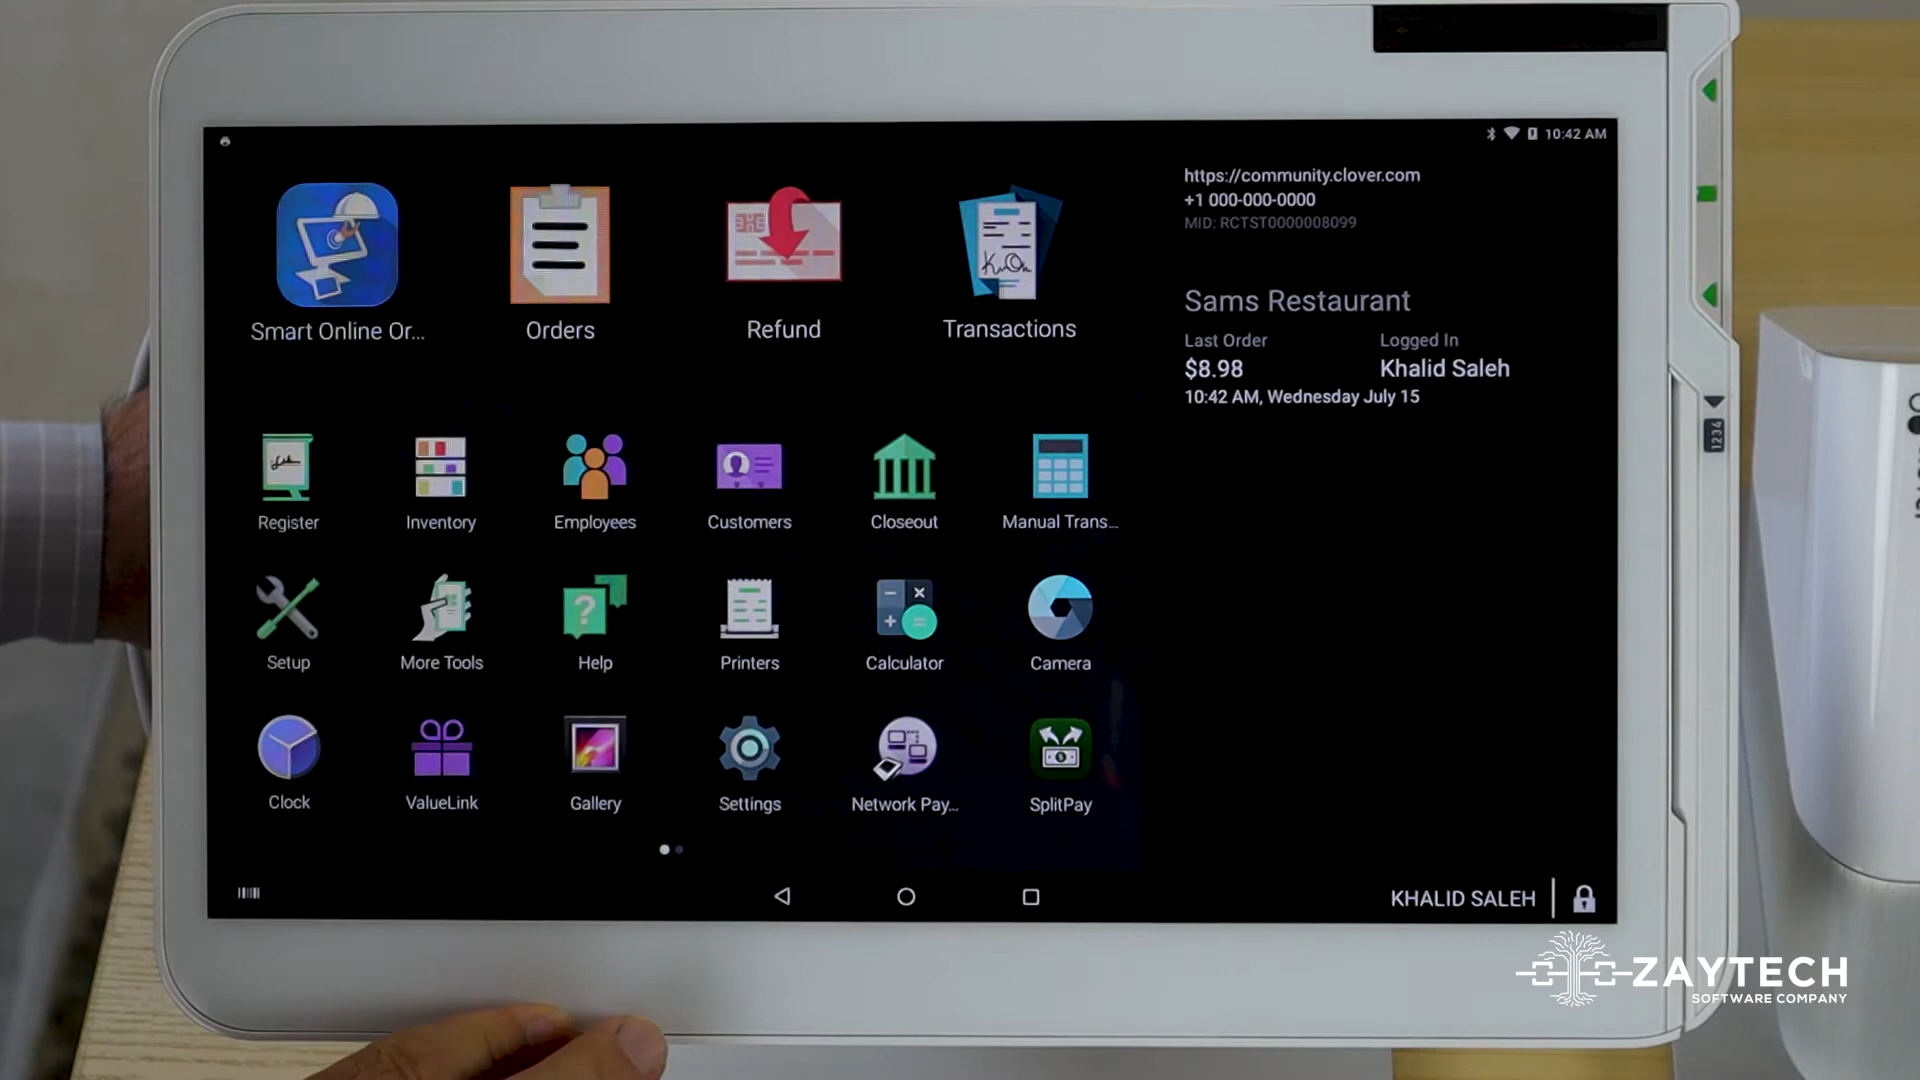 10:42 AM
https://community.clover.com
+1 000-000-0000
MID: RCTST0000008099
Smart Online Or...
Orders
Refund
Transactions
Sams Restaurant
Last Order
Logged In
$8.98
Khalid Saleh
10:42 AM, Wednesday July 15
1234
Register
Inventory
Employees
Customers
Closeout
Manual Trans...
Setup
More Tools
Help
Printers
Calculator
Camera
Clock
ValueLink
Gallery
Settings
Network Pay...
SplitPay
KHALID SALEH
ZAYTECH
SOFTWARE COMPANY